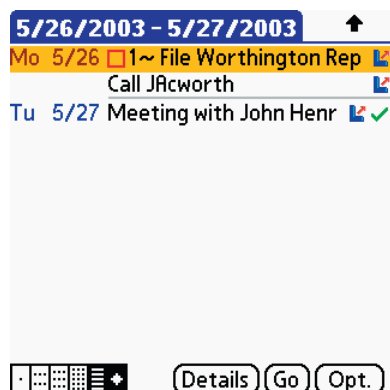 5/26/2003 - 5/27/2003
Mo 5/26 1~ File Worthington Rep
Call JAcworth
Tu 5/27 Meeting with John Henr
Details Go Opt.